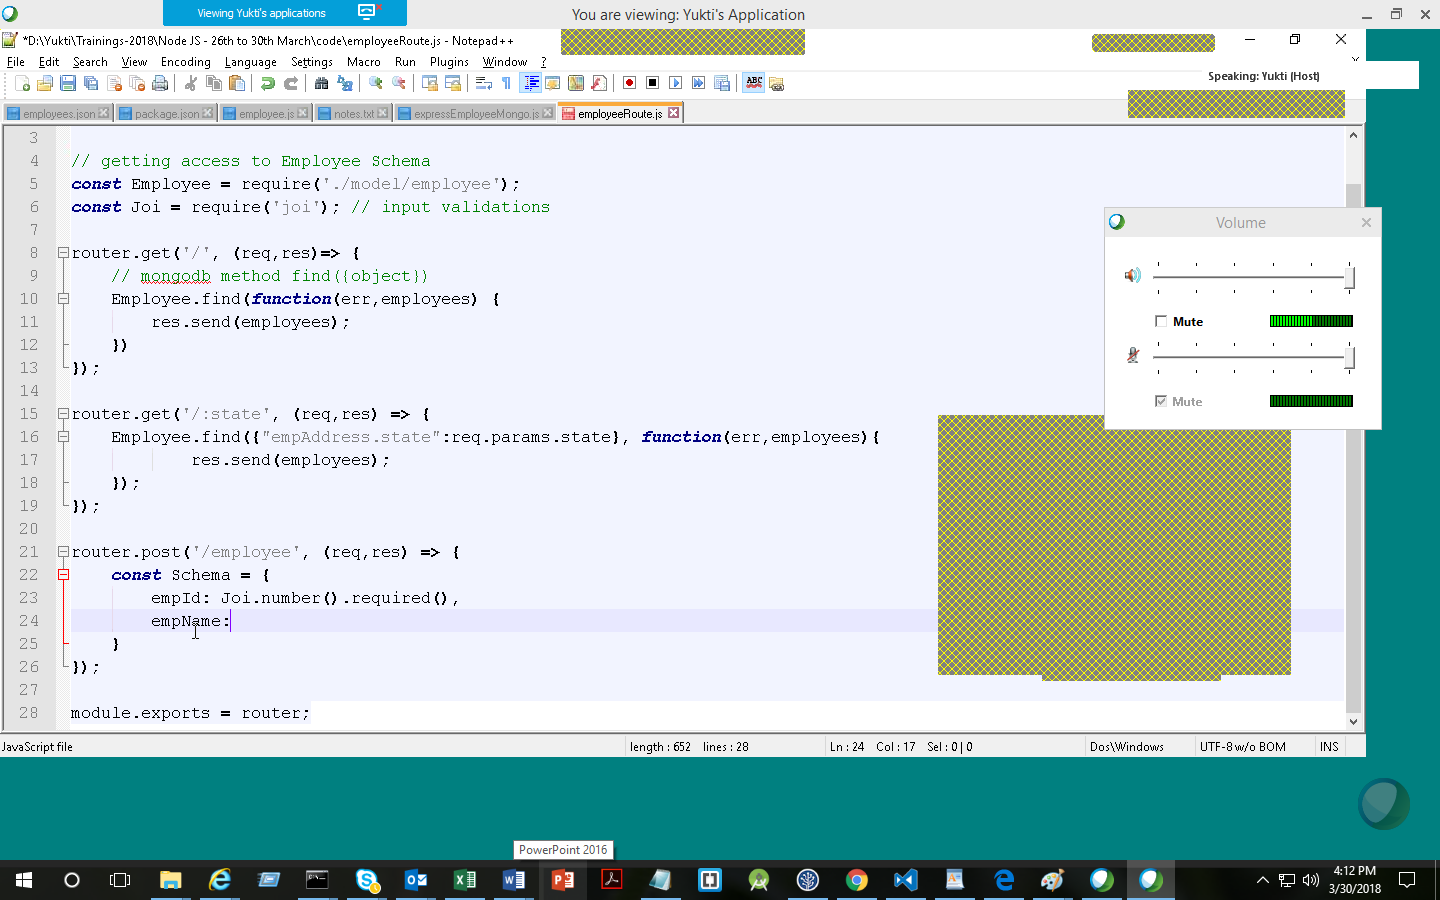 Viewing Yukti's applications
You are viewing: Yukti's Application
*D:\Yukti\Trainings-2018\Node JS - 26th to 30th March\code\employeeRoute.js - Notepad++
File Edit Search View Encoding Language Settings Macro Run Plugins Window ?
Speaking: Yukti (Host)
ABC
employees.json package.json employee.js notes.txt expressEmployeeMongo.js employeeRoute.js
3
4 // getting access to Employee Schema
5 const Employee = require('./model/employee');
6 const Joi = require('joi'); // input validations
7
8 router.get('/', (req,res)=> {
9 // mongodb method find({object})
10 Employee.find(function(err,employees) {
11 res.send(employees);
12 })
13 });
14
15 router.get('/:state', (req,res) => {
16 Employee.find({"empAddress.state":req.params.state}, function(err,employees){
17 res.send(employees);
18 });
19 });
20
21 router.post('/employee', (req,res) => {
22 const Schema = {
23 empId: Joi.number().required(),
24 empName:
25 }
26 });
27
28 module.exports = router;
Volume
Mute
Mute
JavaScript file length : 652 lines : 28 Ln : 24 Col : 17 Sel : 0 | 0 Dos\Windows UTF-8 w/o BOM INS
PowerPoint 2016
4:12 PM
3/30/2018